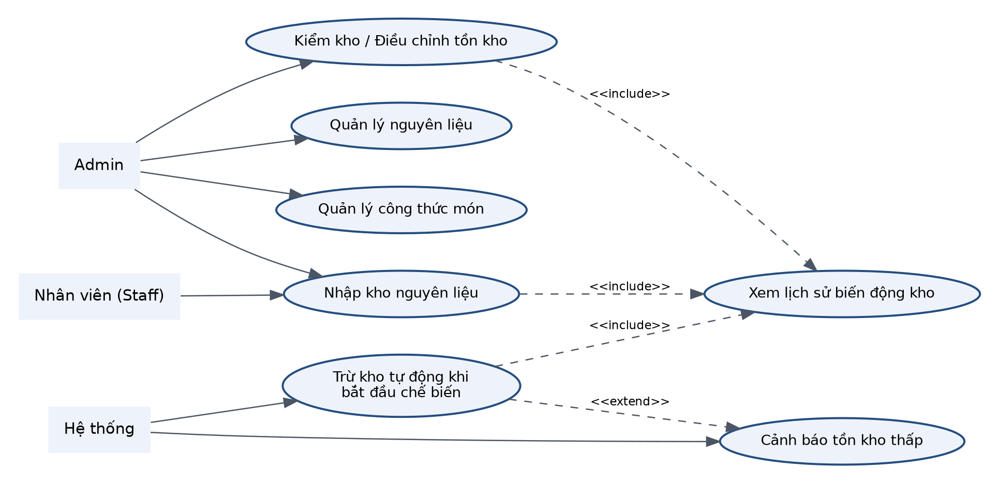 Kiểm kho / Điều chỉnh tồn kho
<<include>>
Quản lý nguyên liệu
Admin
Quản lý công thức món
Nhân viên (Staff)
Nhập kho nguyên liệu
<<include>>
Xem lịch sử biến động kho
<<include>>
Trừ kho tự động khi
bắt đầu chế biến
<<extend>>
Hệ thống
Cảnh báo tồn kho thấp